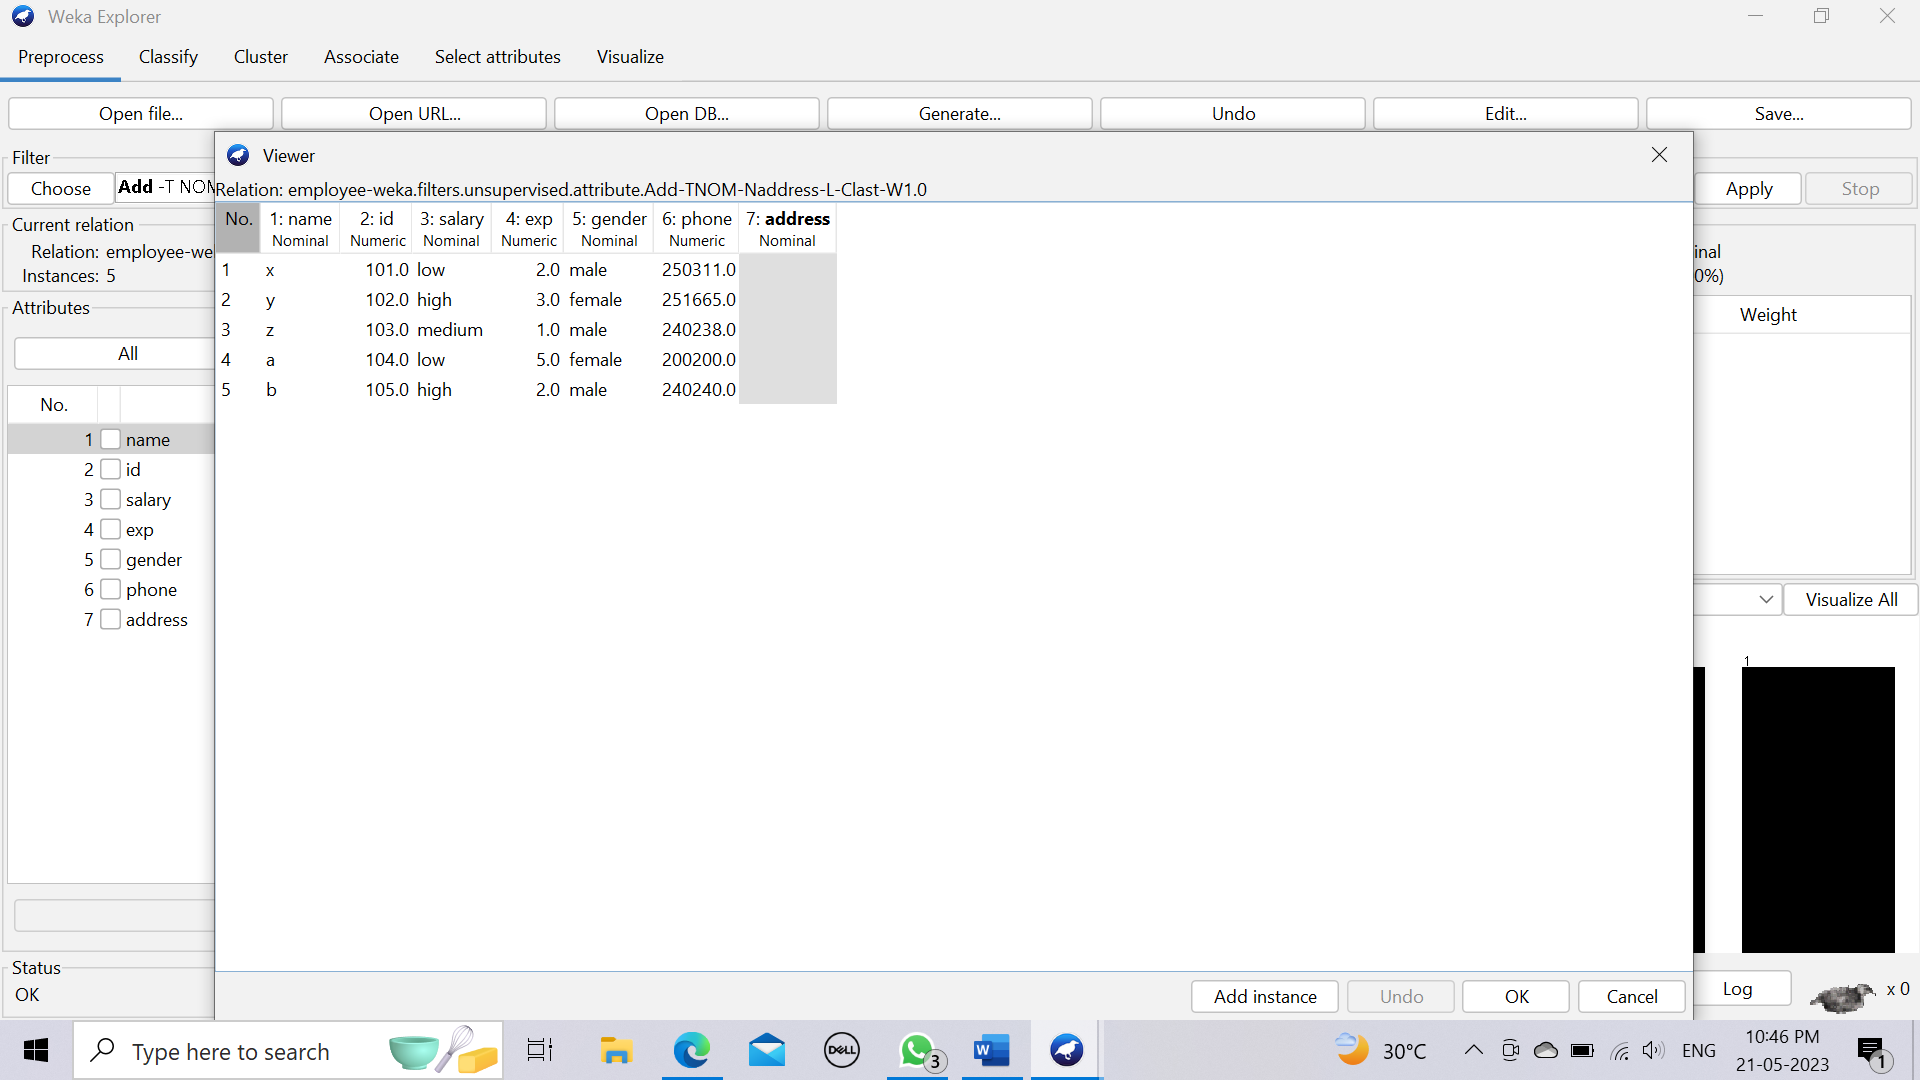 Weka Explorer
Preprocess Classify Cluster Associate Select attributes Visualize
Open file... Open URL... Open DB... Generate... Undo Edit... Save...
Filter
Choose Add -T NOM Apply Stop
Viewer
Relation: employee-weka.filters.unsupervised.attribute.Add-TNOM-Naddress-L-Clast-W1.0
No. 1: name 2: id 3: salary 4: exp 5: gender 6: phone 7: address
Nominal Numeric Nominal Numeric Nominal Numeric Nominal
1 x 101.0 low 2.0 male 250311.0
2 y 102.0 high 3.0 female 251665.0
3 z 103.0 medium 1.0 male 240238.0
4 a 104.0 low 5.0 female 200200.0
5 b 105.0 high 2.0 male 240240.0
Add instance Undo OK Cancel
Current relation
Relation: employee-we
Instances: 5
inal
0%)
Attributes
All
Weight
No.
1 name
2 id
3 salary
4 exp
5 gender
6 phone
7 address
Visualize All
1
Status
OK
Log x 0
Type here to search
DELL
3
W
30°C
ENG
10:46 PM
21-05-2023
1